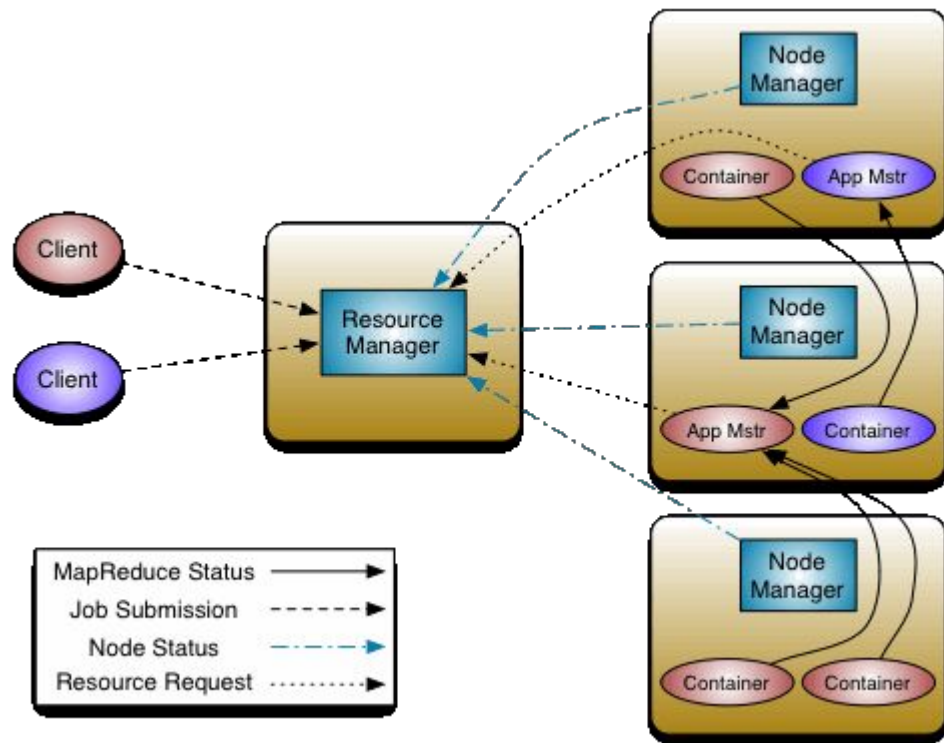 Node
Manager
Container
App Mstr
Client
Client
Resource
Manager
Node
Manager
App Mstr
Container
Node
Manager
Container
Container
MapReduce Status
Job Submission
Node Status
Resource Request